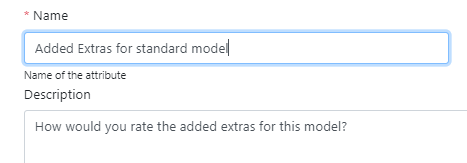 * Name
Added Extras for standard model
Name of the attribute
Description
How would you rate the added extras for this model?